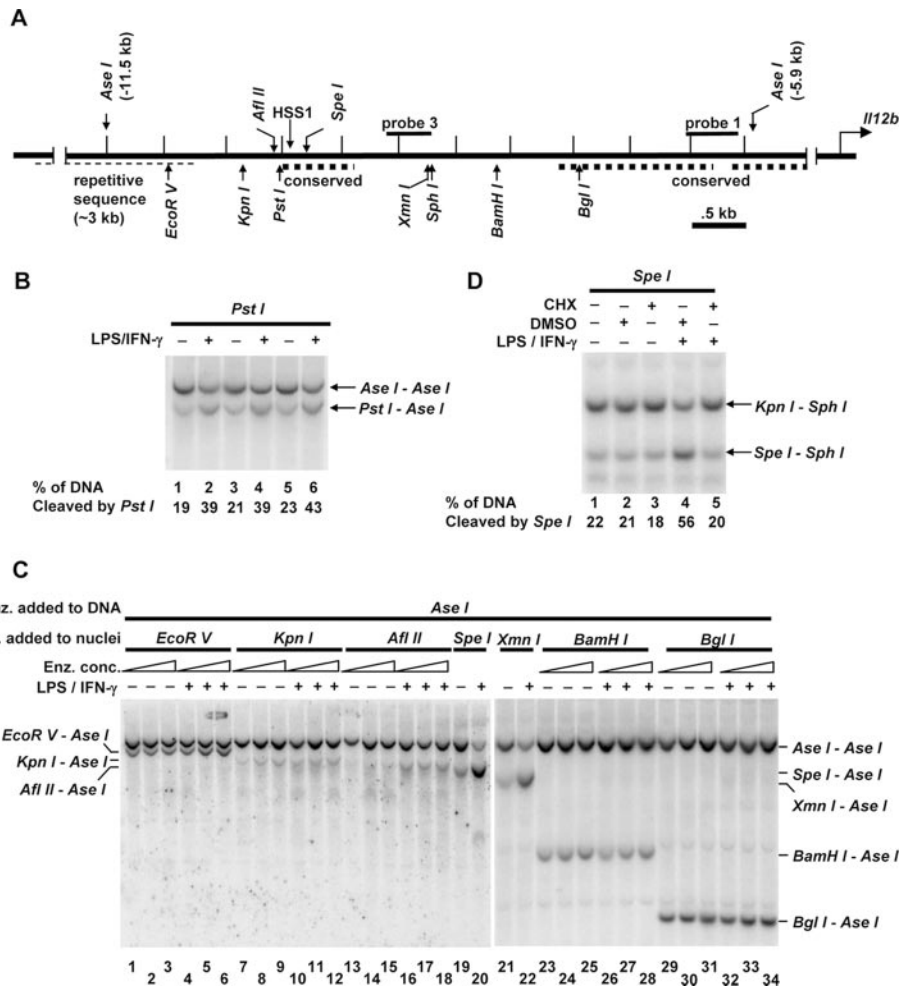 A
Ase I
(-11.5 kb)
Afl II
HSS1
Spe I
probe 3
probe 1
Ase I
(-5.9 kb)
Il12b
repetitive
sequence
(~3 kb)
EcoR V
Kpn I
Pst I
conserved
Xmn I
Sph I
BamH I
Bgl I
conserved
.5 kb
B
Pst I
LPS/IFN-γ – + – + – +
Ase I - Ase I
Pst I - Ase I
% of DNA 1 2 3 4 5 6
Cleaved by Pst I 19 39 21 39 23 43
D
Spe I
CHX – – + – +
DMSO – + – + –
LPS / IFN-γ – – – + +
Kpn I - Sph I
Spe I - Sph I
% of DNA 1 2 3 4 5
Cleaved by Spe I 22 21 18 56 20
C
nz. added to DNA Ase I
. added to nuclei EcoR V Kpn I Afl II Spe I Xmn I BamH I Bgl I
Enz. conc.
LPS / IFN-γ – – – + + + – – – + + + – – – + + + – + – + – – – + + + – – – + + +
EcoR V - Ase I
Kpn I - Ase I
Afl II - Ase I
Ase I - Ase I
Spe I - Ase I
Xmn I - Ase I
BamH I - Ase I
Bgl I - Ase I
1 3 5 7 9 11 13 15 17 19 21 23 25 27 29 31 33
2 4 6 8 10 12 14 16 18 20 22 24 26 28 30 32 34